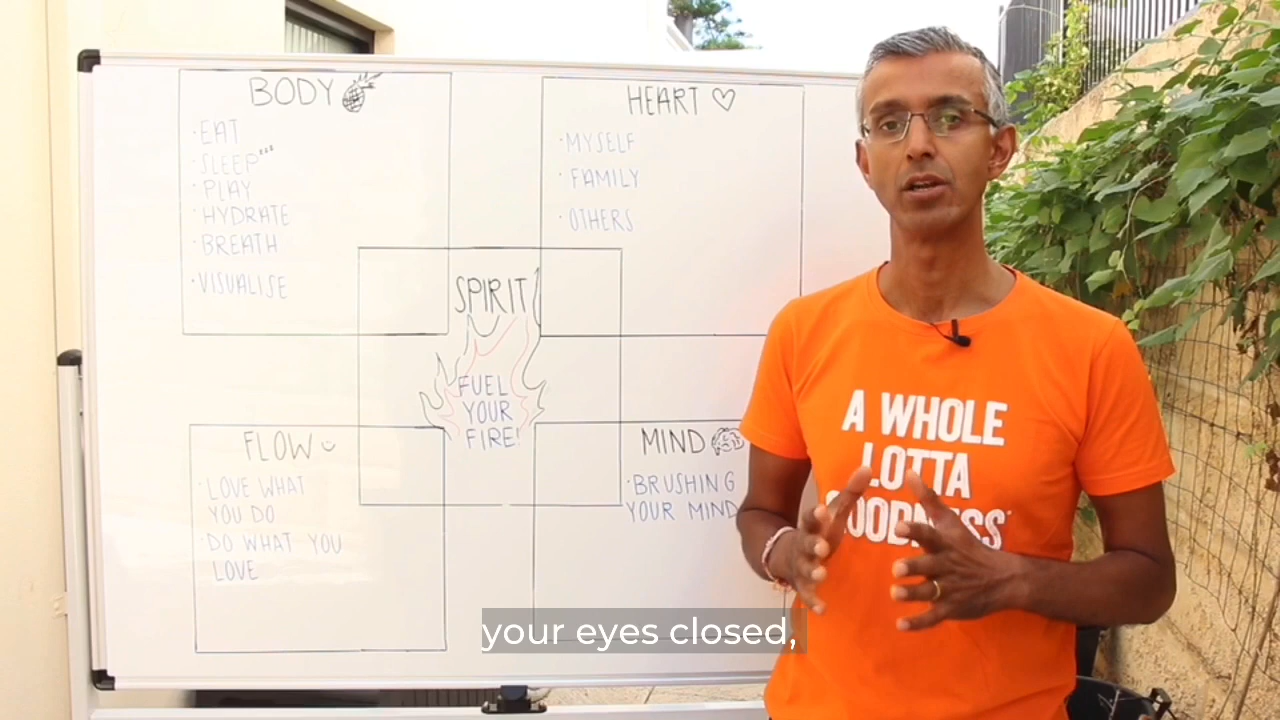 BODY
· EAT
· SLEEP zzz
· PLAY
· HYDRATE
· BREATH
· VISUALISE
HEART
· MYSELF
· FAMILY
· OTHERS
SPIRIT
FUEL
YOUR
FIRE!
FLOW
· LOVE WHAT
YOU DO
· DO WHAT YOU
LOVE
MIND
· BRUSHING
YOUR MIND
A WHOLE
LOTTA
GOODNESS
your eyes closed,